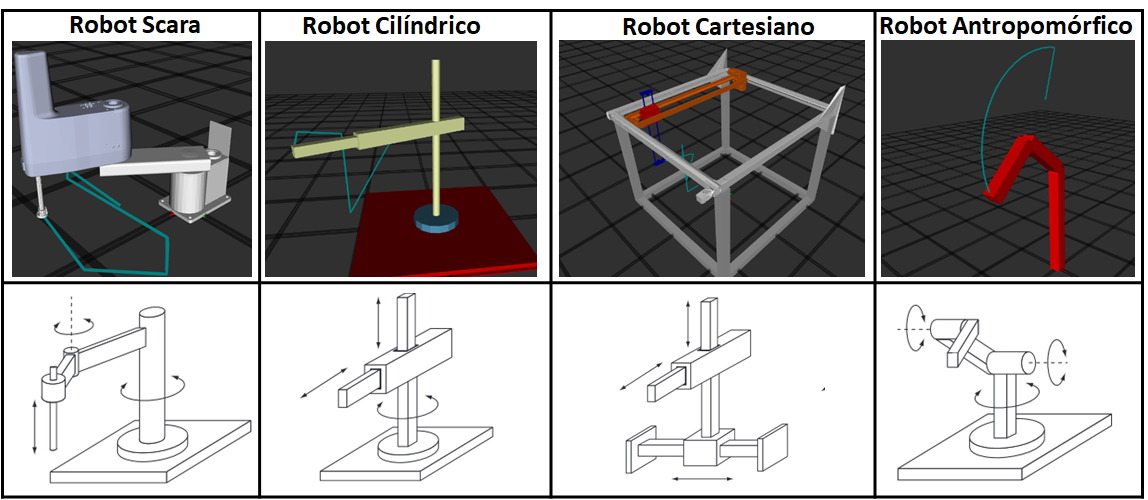 Robot Scara
Robot Cilíndrico
Robot Cartesiano
Robot Antropomórfico